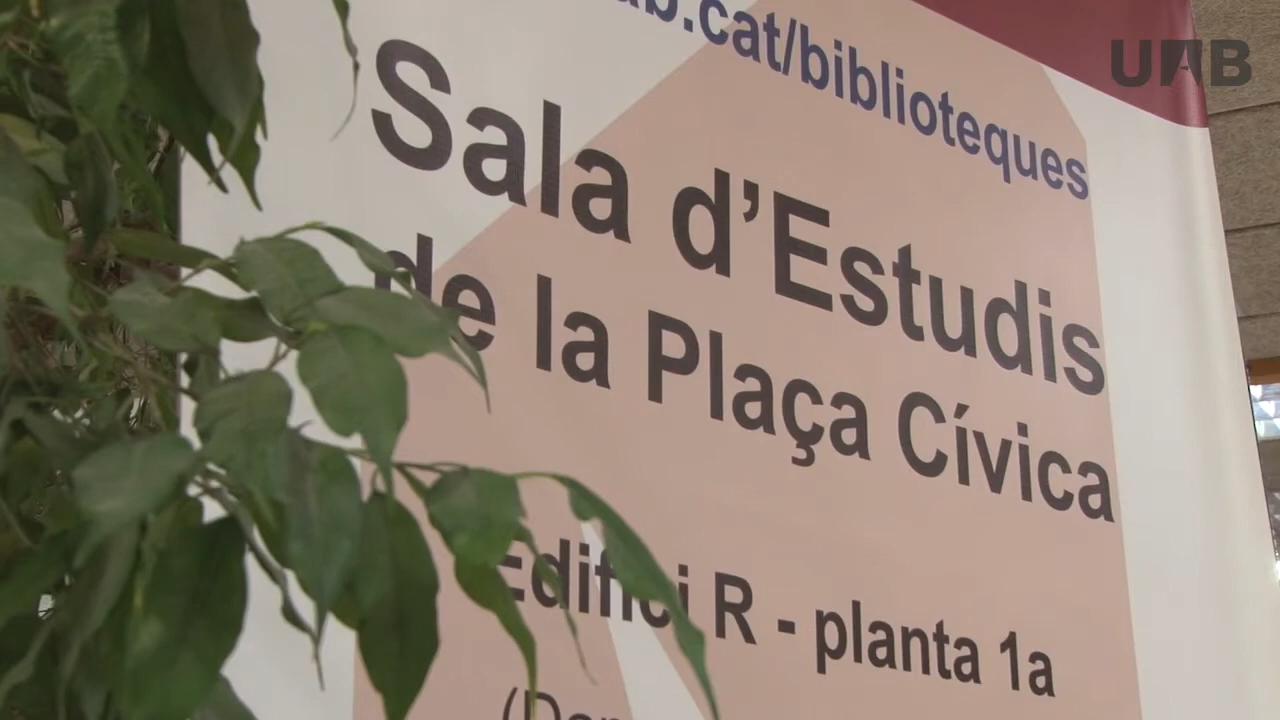 UAB
ab.cat/biblioteques
Sala d'Estudis
de la Plaça Cívica
Edifici R - planta 1a